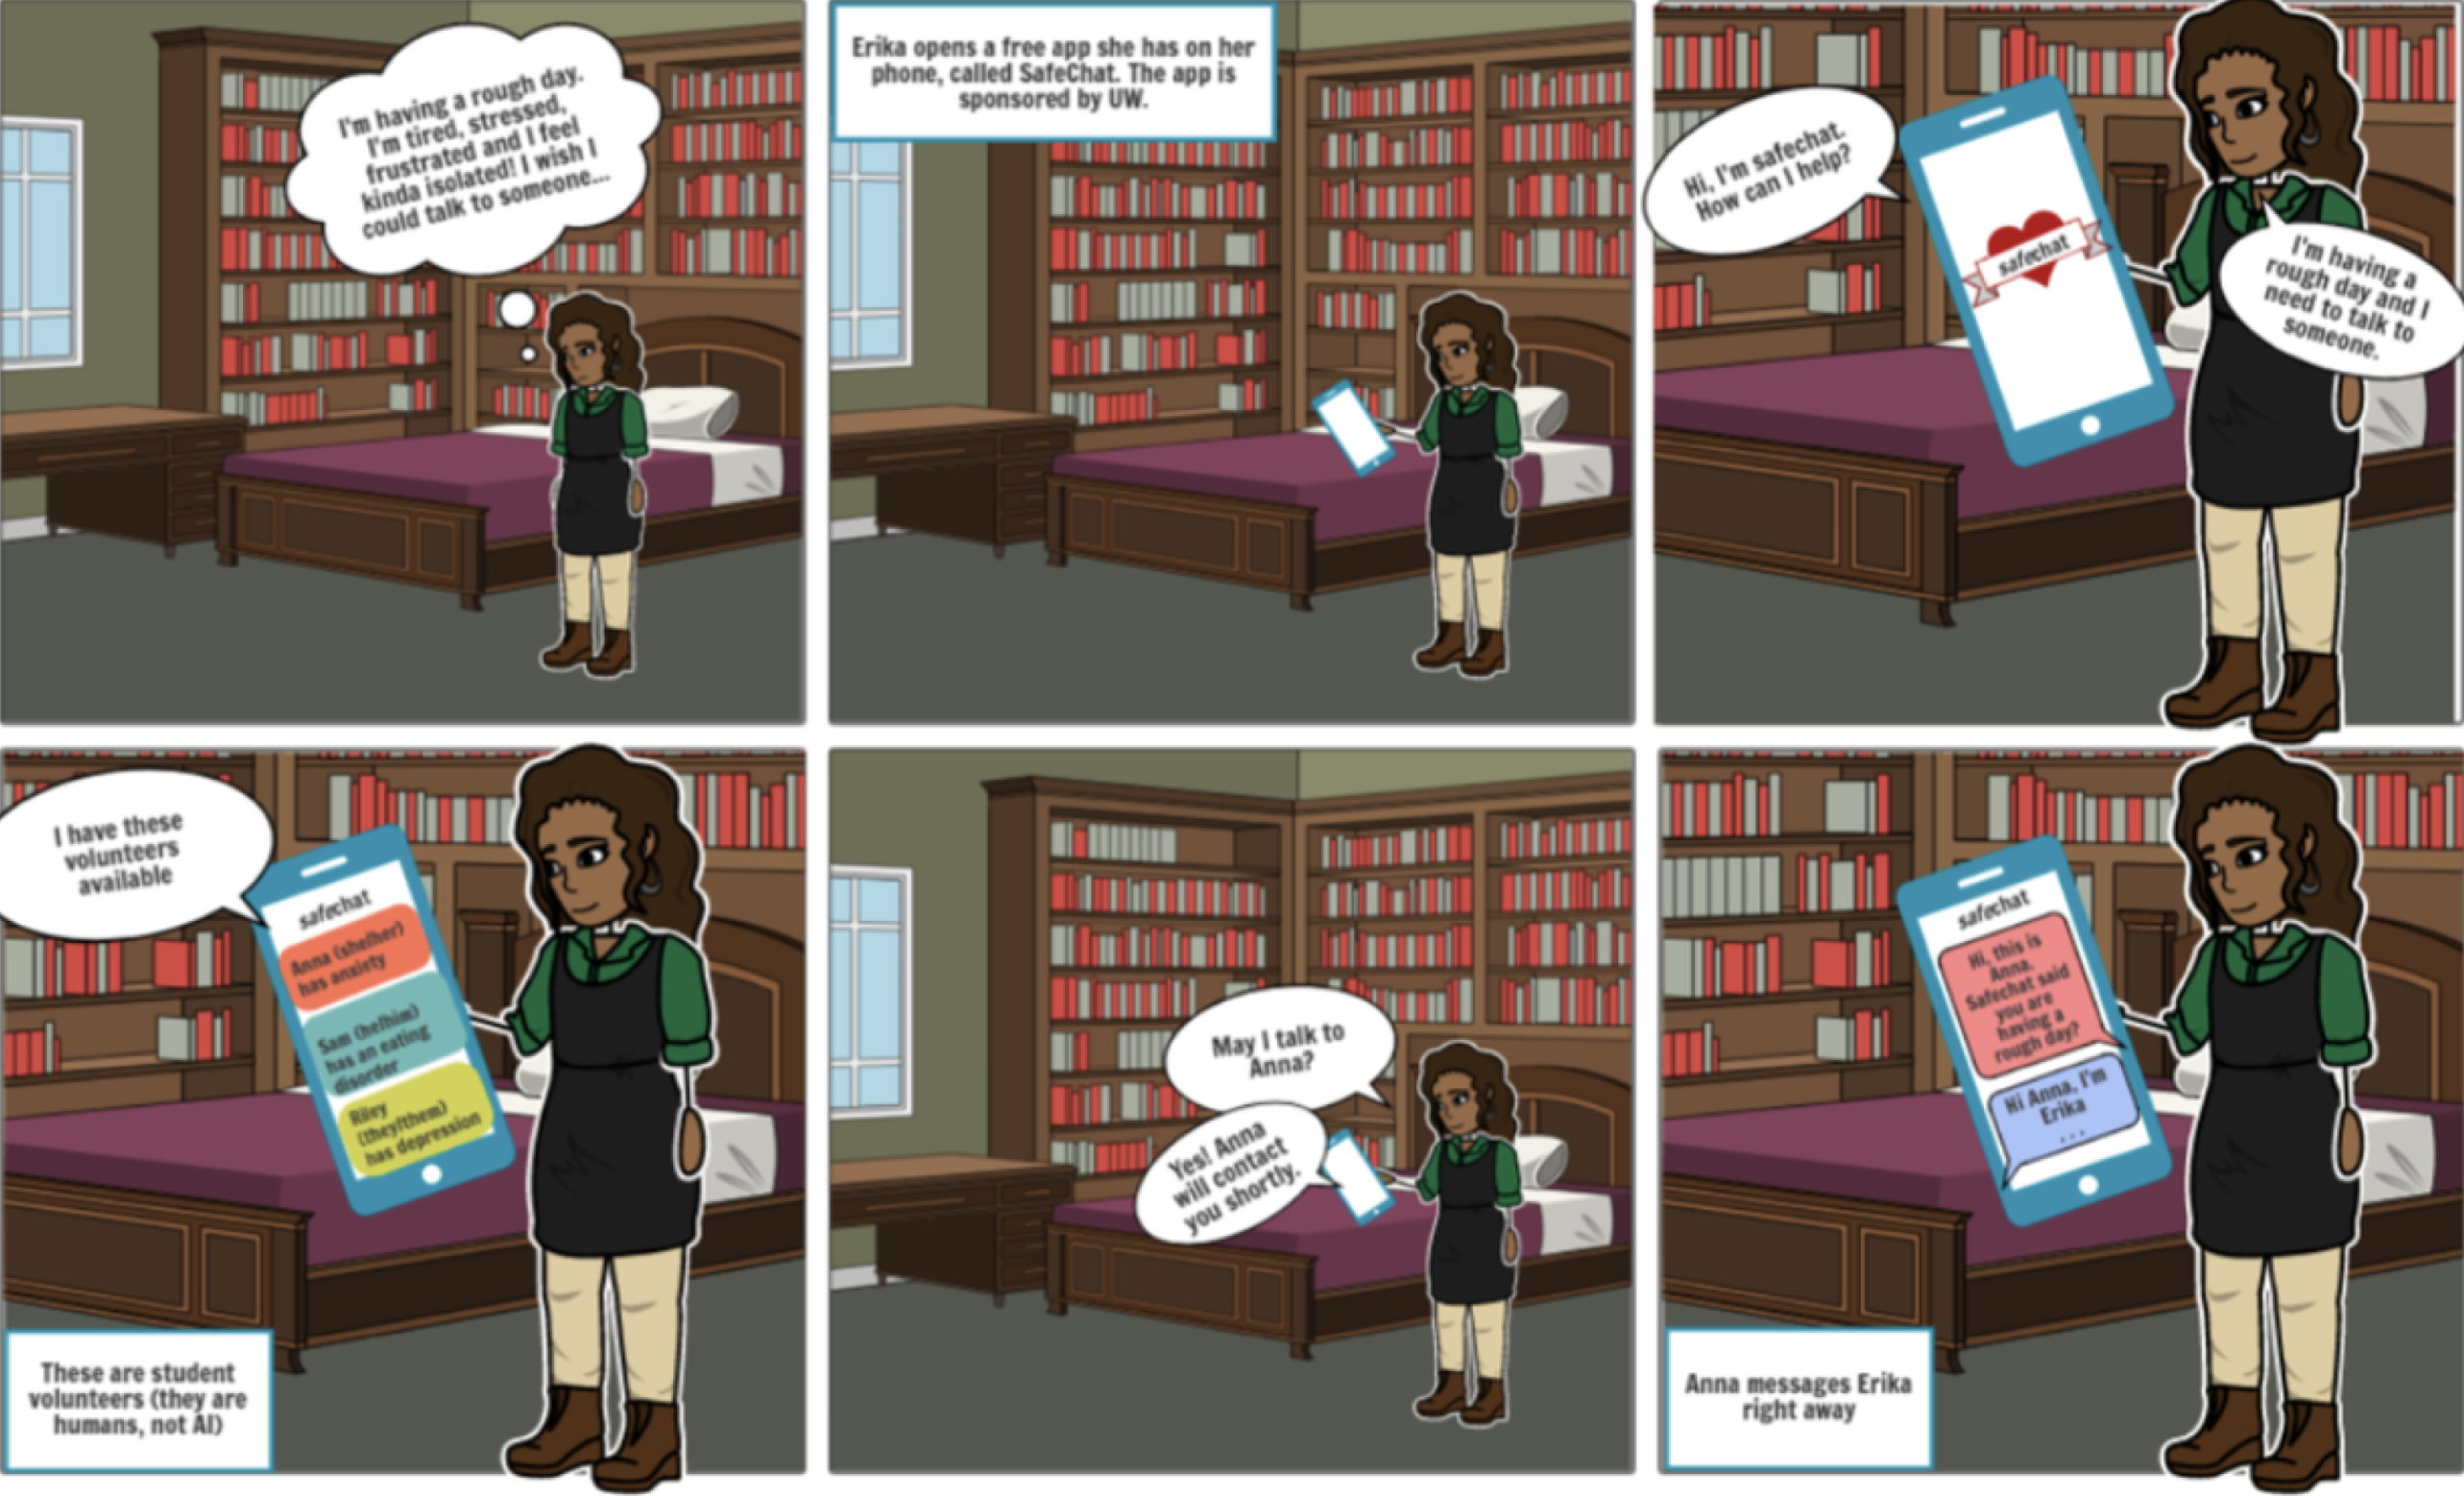 I'm having a rough day.
I'm tired, stressed,
frustrated and I feel
kinda isolated! I wish I
could talk to someone...
Erika opens a free app she has on her
phone, called SafeChat. The app is
sponsored by UW.
Hi, I'm safechat.
How can I help?
safechat
I'm having a
rough day and I
need to talk to
someone.
I have these
volunteers
available
safechat
Anna (she/her)
has anxiety
Sam (he/him)
has an eating
disorder
Riley
(they/them)
has depression
These are student
volunteers (they are
humans, not AI)
May I talk to
Anna?
Yes! Anna
will contact
you shortly.
safechat
Hi, this is
Anna.
Safechat said
you are
having a
rough day?
Hi Anna, I'm
Erika
...
Anna messages Erika
right away